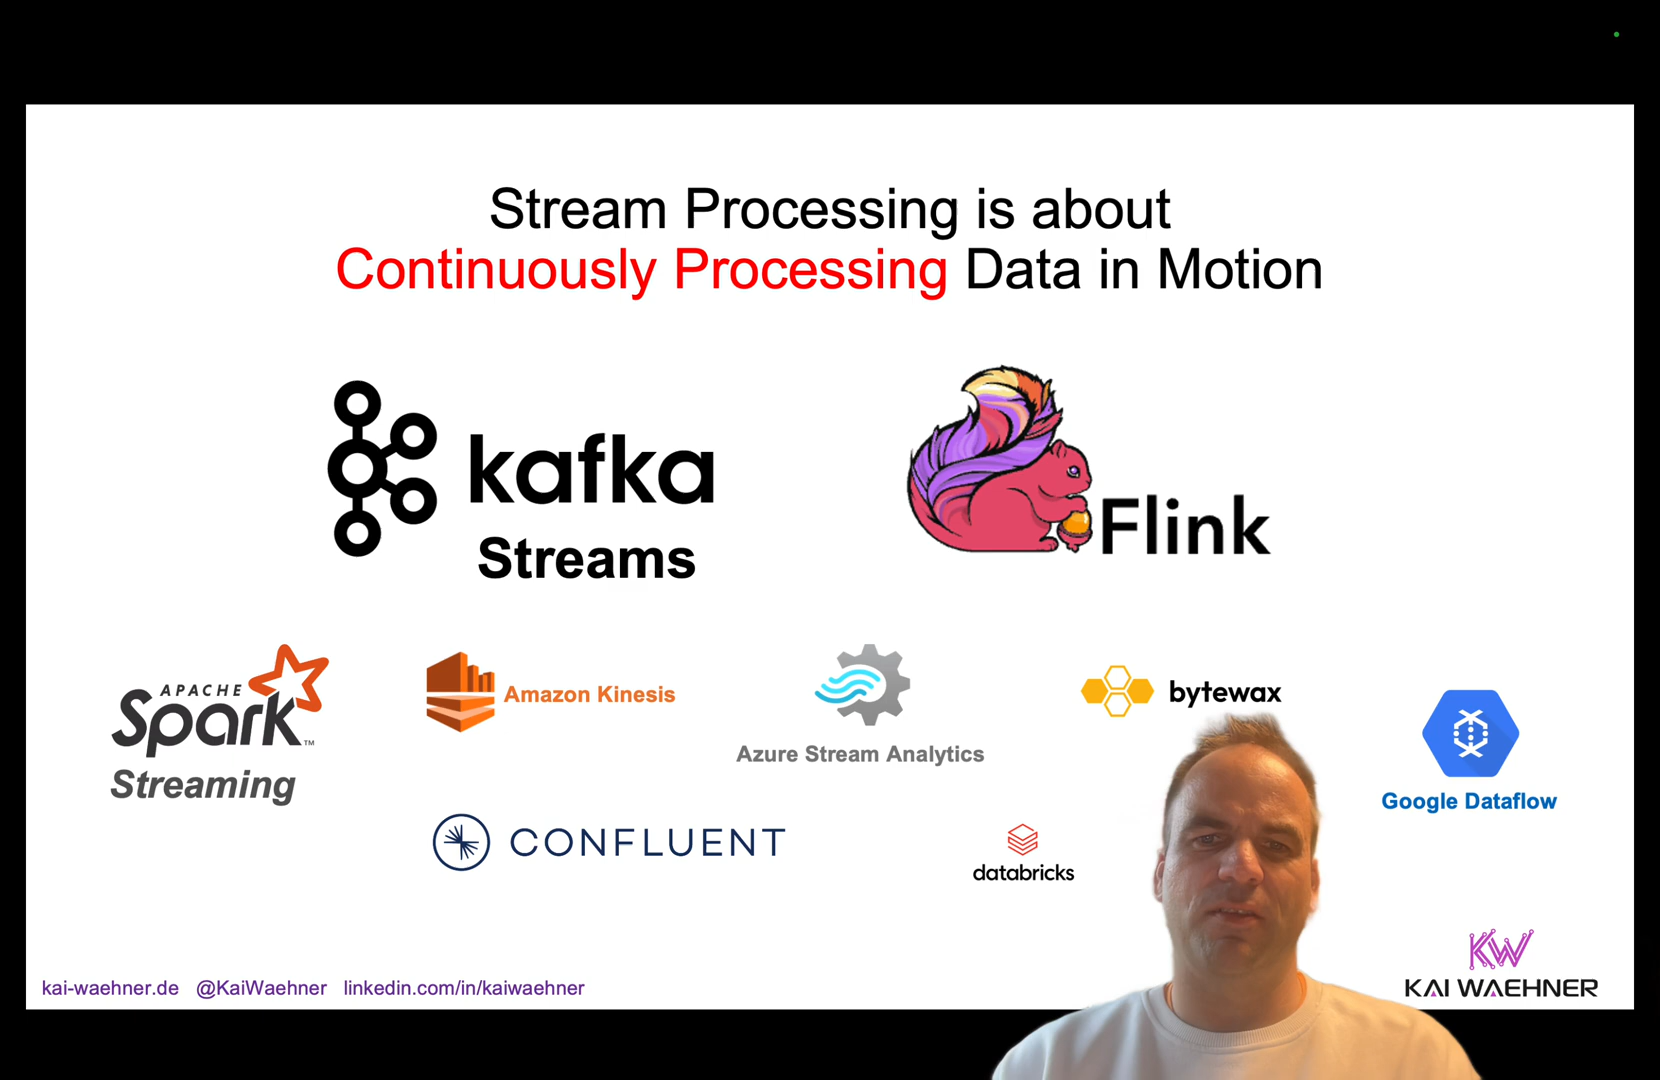 Stream Processing is about
Continuously Processing Data in Motion
kafka
Streams
Flink
APACHE
Spark™
Streaming
Amazon Kinesis
Azure Stream Analytics
bytewax
Google Dataflow
CONFLUENT
databricks
KW
KAI WAEHNER
kai-waehner.de @KaiWaehner linkedin.com/in/kaiwaehner